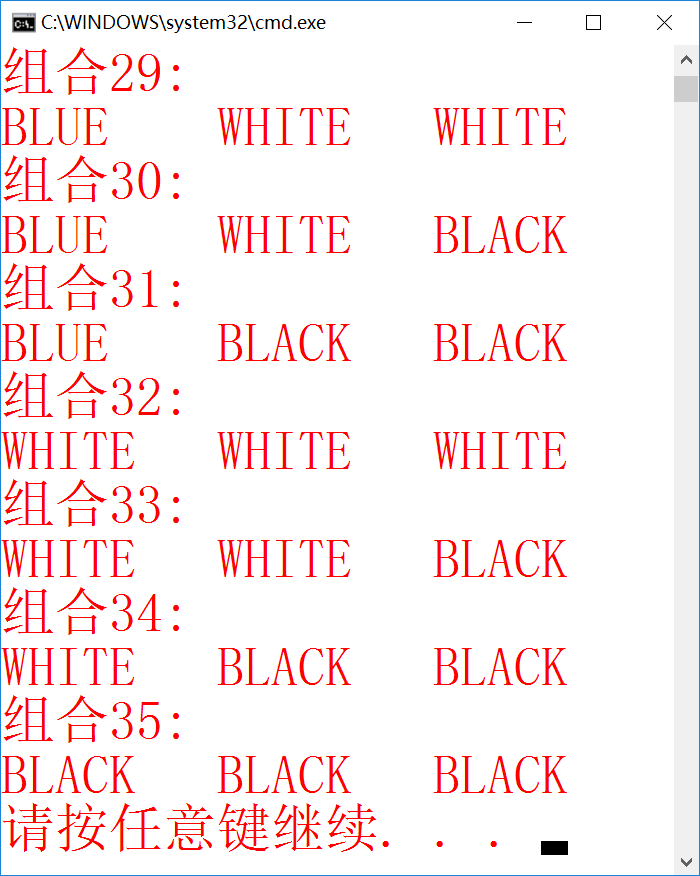 C:\WINDOWS\system32\cmd.exe
组合29:
BLUE WHITE WHITE
组合30:
BLUE WHITE BLACK
组合31:
BLUE BLACK BLACK
组合32:
WHITE WHITE WHITE
组合33:
WHITE WHITE BLACK
组合34:
WHITE BLACK BLACK
组合35:
BLACK BLACK BLACK
请按任意键继续. . .